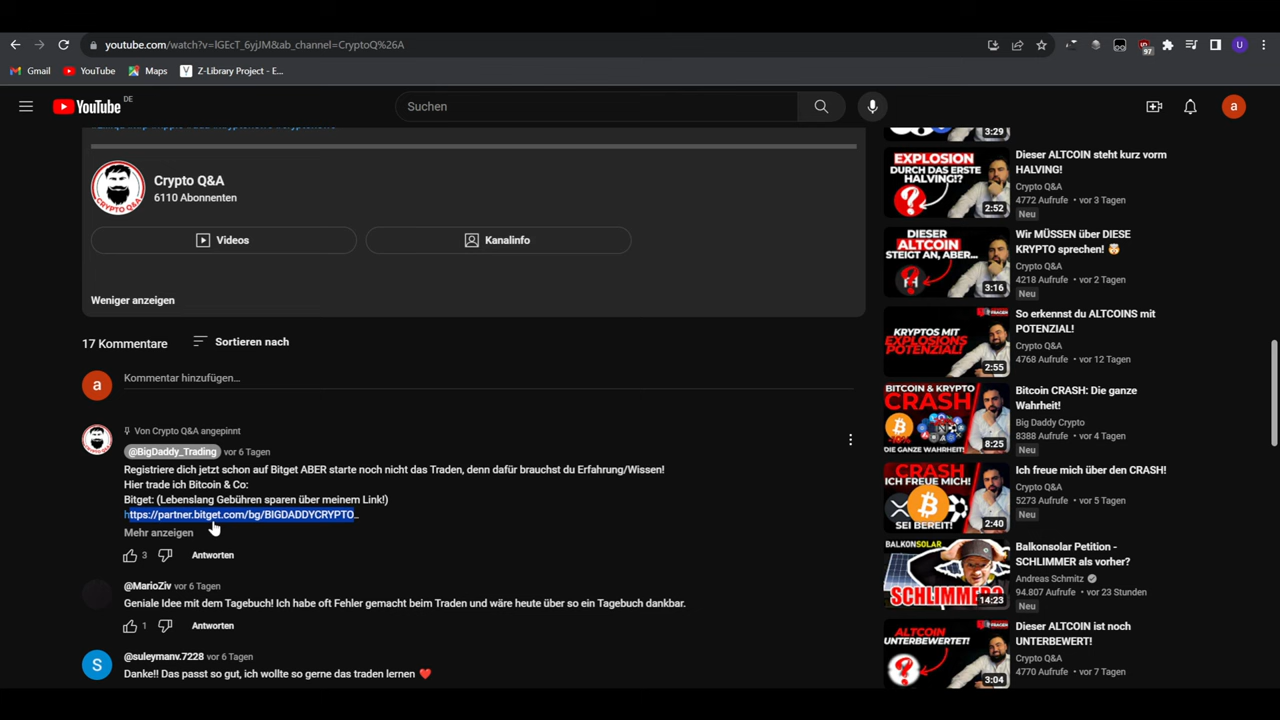 youtube.com/watch?v=lGEcT_6yjJM&ab_channel=CryptoQ%26A
97
U
Gmail
YouTube
Maps
Z-Library Project - E...
YouTube DE
Suchen
a
Crypto Q&A
6110 Abonnenten
Videos
Kanalinfo
Weniger anzeigen
17 Kommentare
Sortieren nach
a
Kommentar hinzufügen...
Von Crypto Q&A angepinnt
@BigDaddy_Trading vor 6 Tagen
Registriere dich jetzt schon auf Bitget ABER starte noch nicht das Traden, denn dafür brauchst du Erfahrung/Wissen!
Hier trade ich Bitcoin & Co:
Bitget: (Lebenslang Gebühren sparen über meinem Link!)
https://partner.bitget.com/bg/BIGDADDYCRYPTO_
Mehr anzeigen
3
Antworten
@MarioZiv vor 6 Tagen
Geniale Idee mit dem Tagebuch! Ich habe oft Fehler gemacht beim Traden und wäre heute über so ein Tagebuch dankbar.
1
Antworten
S
@suleymanv.7228 vor 6 Tagen
Danke!! Das passt so gut, ich wollte so gerne das traden lernen ❤️
3:29
EXPLOSION
DURCH DAS ERSTE
HALVING!?
2:52
Dieser ALTCOIN steht kurz vorm
HALVING!
Crypto Q&A
4772 Aufrufe • vor 3 Tagen
Neu
DIESER
ALTCOIN
STEIGT AN, ABER...
3:16
Wir MÜSSEN über DIESE
KRYPTO sprechen! 🤯
Crypto Q&A
4218 Aufrufe • vor 2 Tagen
Neu
KRYPTOS MIT
EXPLOSIONS
POTENZIAL!
2:55
So erkennst du ALTCOINS mit
POTENZIAL!
Crypto Q&A
4768 Aufrufe • vor 12 Tagen
BITCOIN & KRYPTO
CRASH
DIE GANZE
WAHRHEIT!
8:25
Bitcoin CRASH: Die ganze
Wahrheit!
Big Daddy Crypto
8388 Aufrufe • vor 4 Tagen
Neu
CRASH
ICH FREUE MICH!
SEI BEREIT!
2:40
Ich freue mich über den CRASH!
Crypto Q&A
5273 Aufrufe • vor 4 Tagen
Neu
BALKONSOLAR
SCHLIMMER
14:23
Balkonsolar Petition -
SCHLIMMER als vorher?
Andreas Schmitz
94.807 Aufrufe • vor 23 Stunden
Neu
ALTCOIN
UNTERBEWERTET!
3:04
Dieser ALTCOIN ist noch
UNTERBEWERT!
Crypto Q&A
4770 Aufrufe • vor 7 Tagen